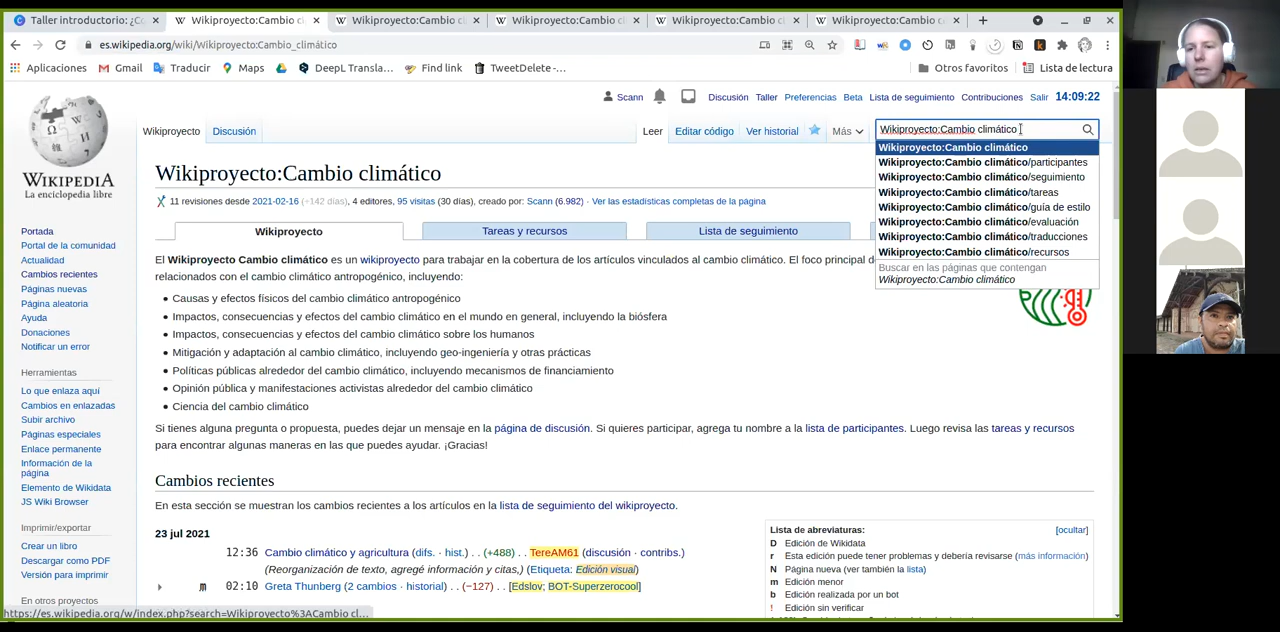 Taller introductorio: ¿Co
Wikiproyecto:Cambio cl
Wikiproyecto:Cambio cl
Wikiproyecto:Cambio cl
Wikiproyecto:Cambio cl
Wikiproyecto:Cambio cl
es.wikipedia.org/wiki/Wikiproyecto:Cambio_climático
Aplicaciones
Gmail
Traducir
Maps
DeepL Transla...
Find link
TweetDelete -...
Otros favoritos
Lista de lectura
Scann
Discusión
Taller
Preferencias
Beta
Lista de seguimiento
Contribuciones
Salir
14:09:22
WIKIPEDIA
La enciclopedia libre
Wikiproyecto
Discusión
Leer
Editar código
Ver historial
Más
Wikiproyecto:Cambio climático
Wikiproyecto:Cambio climático
Wikiproyecto:Cambio climático/participantes
Wikiproyecto:Cambio climático/seguimiento
Wikiproyecto:Cambio climático/tareas
Wikiproyecto:Cambio climático/guía de estilo
Wikiproyecto:Cambio climático/evaluación
Wikiproyecto:Cambio climático/traducciones
Wikiproyecto:Cambio climático/recursos
Buscar en las páginas que contengan
Wikiproyecto:Cambio climático
Portada
Portal de la comunidad
Actualidad
Cambios recientes
Páginas nuevas
Página aleatoria
Ayuda
Donaciones
Notificar un error
Herramientas
Lo que enlaza aquí
Cambios en enlazadas
Subir archivo
Páginas especiales
Enlace permanente
Información de la
página
Elemento de Wikidata
JS Wiki Browser
Imprimir/exportar
Crear un libro
Descargar como PDF
Versión para imprimir
En otros proyectos
Wikiproyecto:Cambio climático
11 revisiones desde 2021-02-16 (+142 días), 4 editores, 95 visitas (30 días), creado por: Scann (6.982) · Ver las estadísticas completas de la página
Wikiproyecto
Tareas y recursos
Lista de seguimiento
El Wikiproyecto Cambio climático es un wikiproyecto para trabajar en la cobertura de los artículos vinculados al cambio climático. El foco principal de
relacionados con el cambio climático antropogénico, incluyendo:
• Causas y efectos físicos del cambio climático antropogénico
• Impactos, consecuencias y efectos del cambio climático en el mundo en general, incluyendo la biósfera
• Impactos, consecuencias y efectos del cambio climático sobre los humanos
• Mitigación y adaptación al cambio climático, incluyendo geo-ingeniería y otras prácticas
• Políticas públicas alrededor del cambio climático, incluyendo mecanismos de financiamiento
• Opinión pública y manifestaciones activistas alrededor del cambio climático
• Ciencia del cambio climático
Si tienes alguna pregunta o propuesta, puedes dejar un mensaje en la página de discusión. Si quieres participar, agrega tu nombre a la lista de participantes. Luego revisa las tareas y recursos
para encontrar algunas maneras en las que puedes ayudar. ¡Gracias!
Cambios recientes
En esta sección se muestran los cambios recientes a los artículos en la lista de seguimiento del wikiproyecto.
23 jul 2021
12:36 Cambio climático y agricultura (difs. · hist.) . . (+488) . . TereAM61 (discusión · contribs.)
(Reorganización de texto, agregé información y citas,) (Etiqueta: Edición visual)
m 02:10 Greta Thunberg (2 cambios · historial) . . (−127) . . [Edslov; BOT-Superzerocool]
Lista de abreviaturas:
[ocultar]
D Edición de Wikidata
r Esta edición puede tener problemas y debería revisarse (más información)
N Página nueva (ver también la lista)
m Edición menor
b Edición realizada por un bot
! Edición sin verificar
https://es.wikipedia.org/w/index.php?search=Wikiproyecto%3ACambio cl...